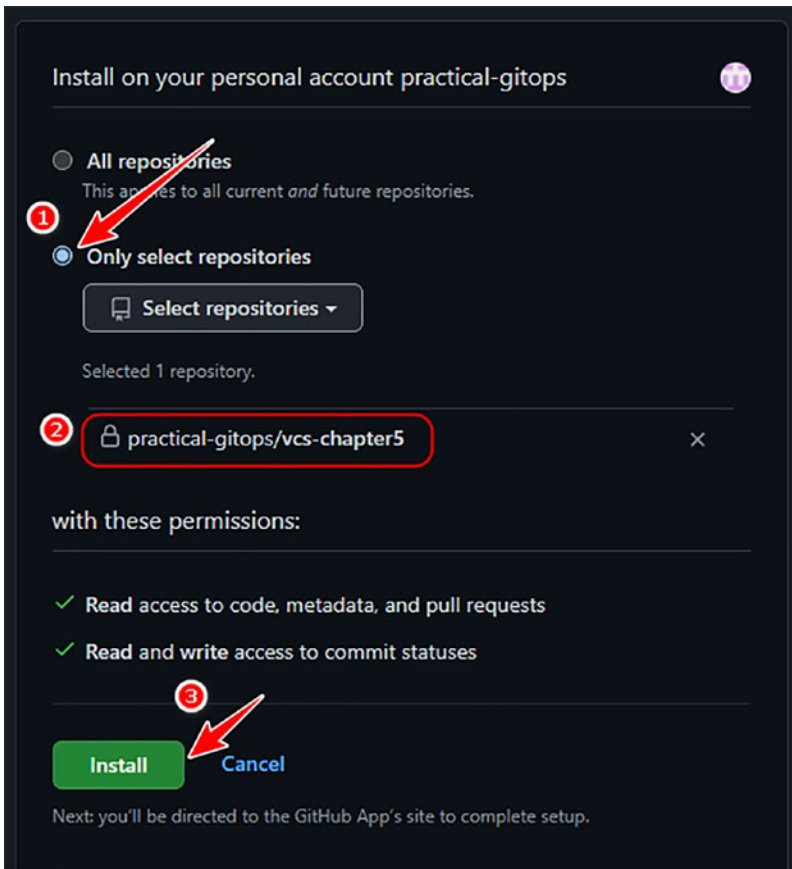 Install on your personal account practical-gitops
All repositories
This applies to all current and future repositories.
1
Only select repositories
Select repositories
Selected 1 repository.
2
practical-gitops/vcs-chapter5
with these permissions:
Read access to code, metadata, and pull requests
Read and write access to commit statuses
3
Install
Cancel
Next: you'll be directed to the GitHub App's site to complete setup.